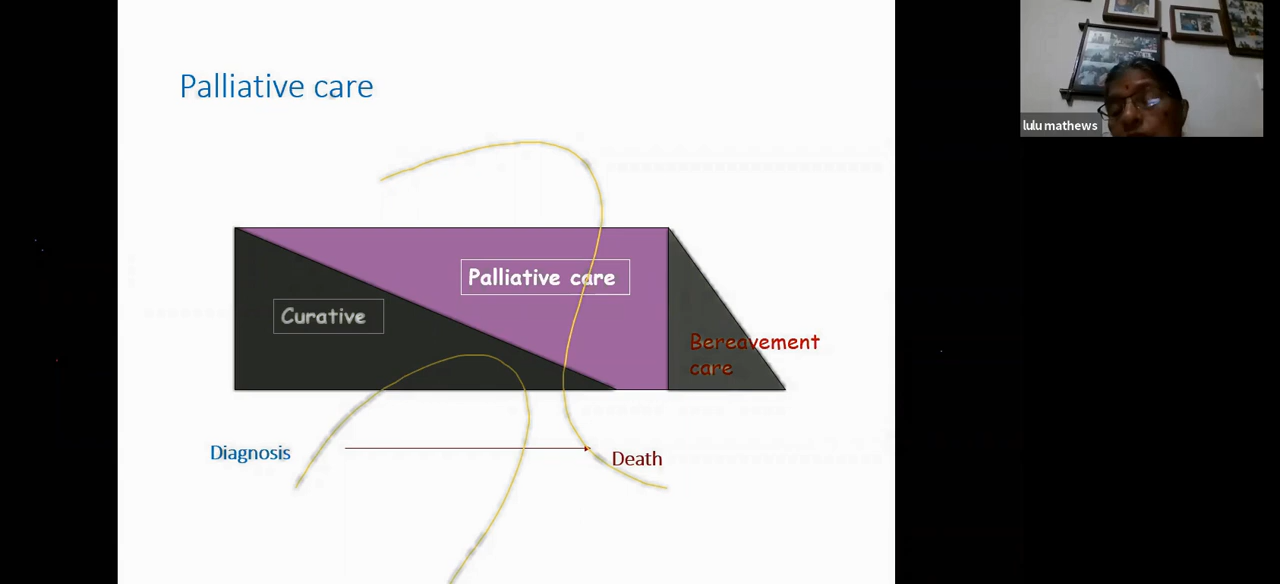 Palliative care
lulu mathews
Palliative care
Curative
Bereavement
care
Diagnosis
Death